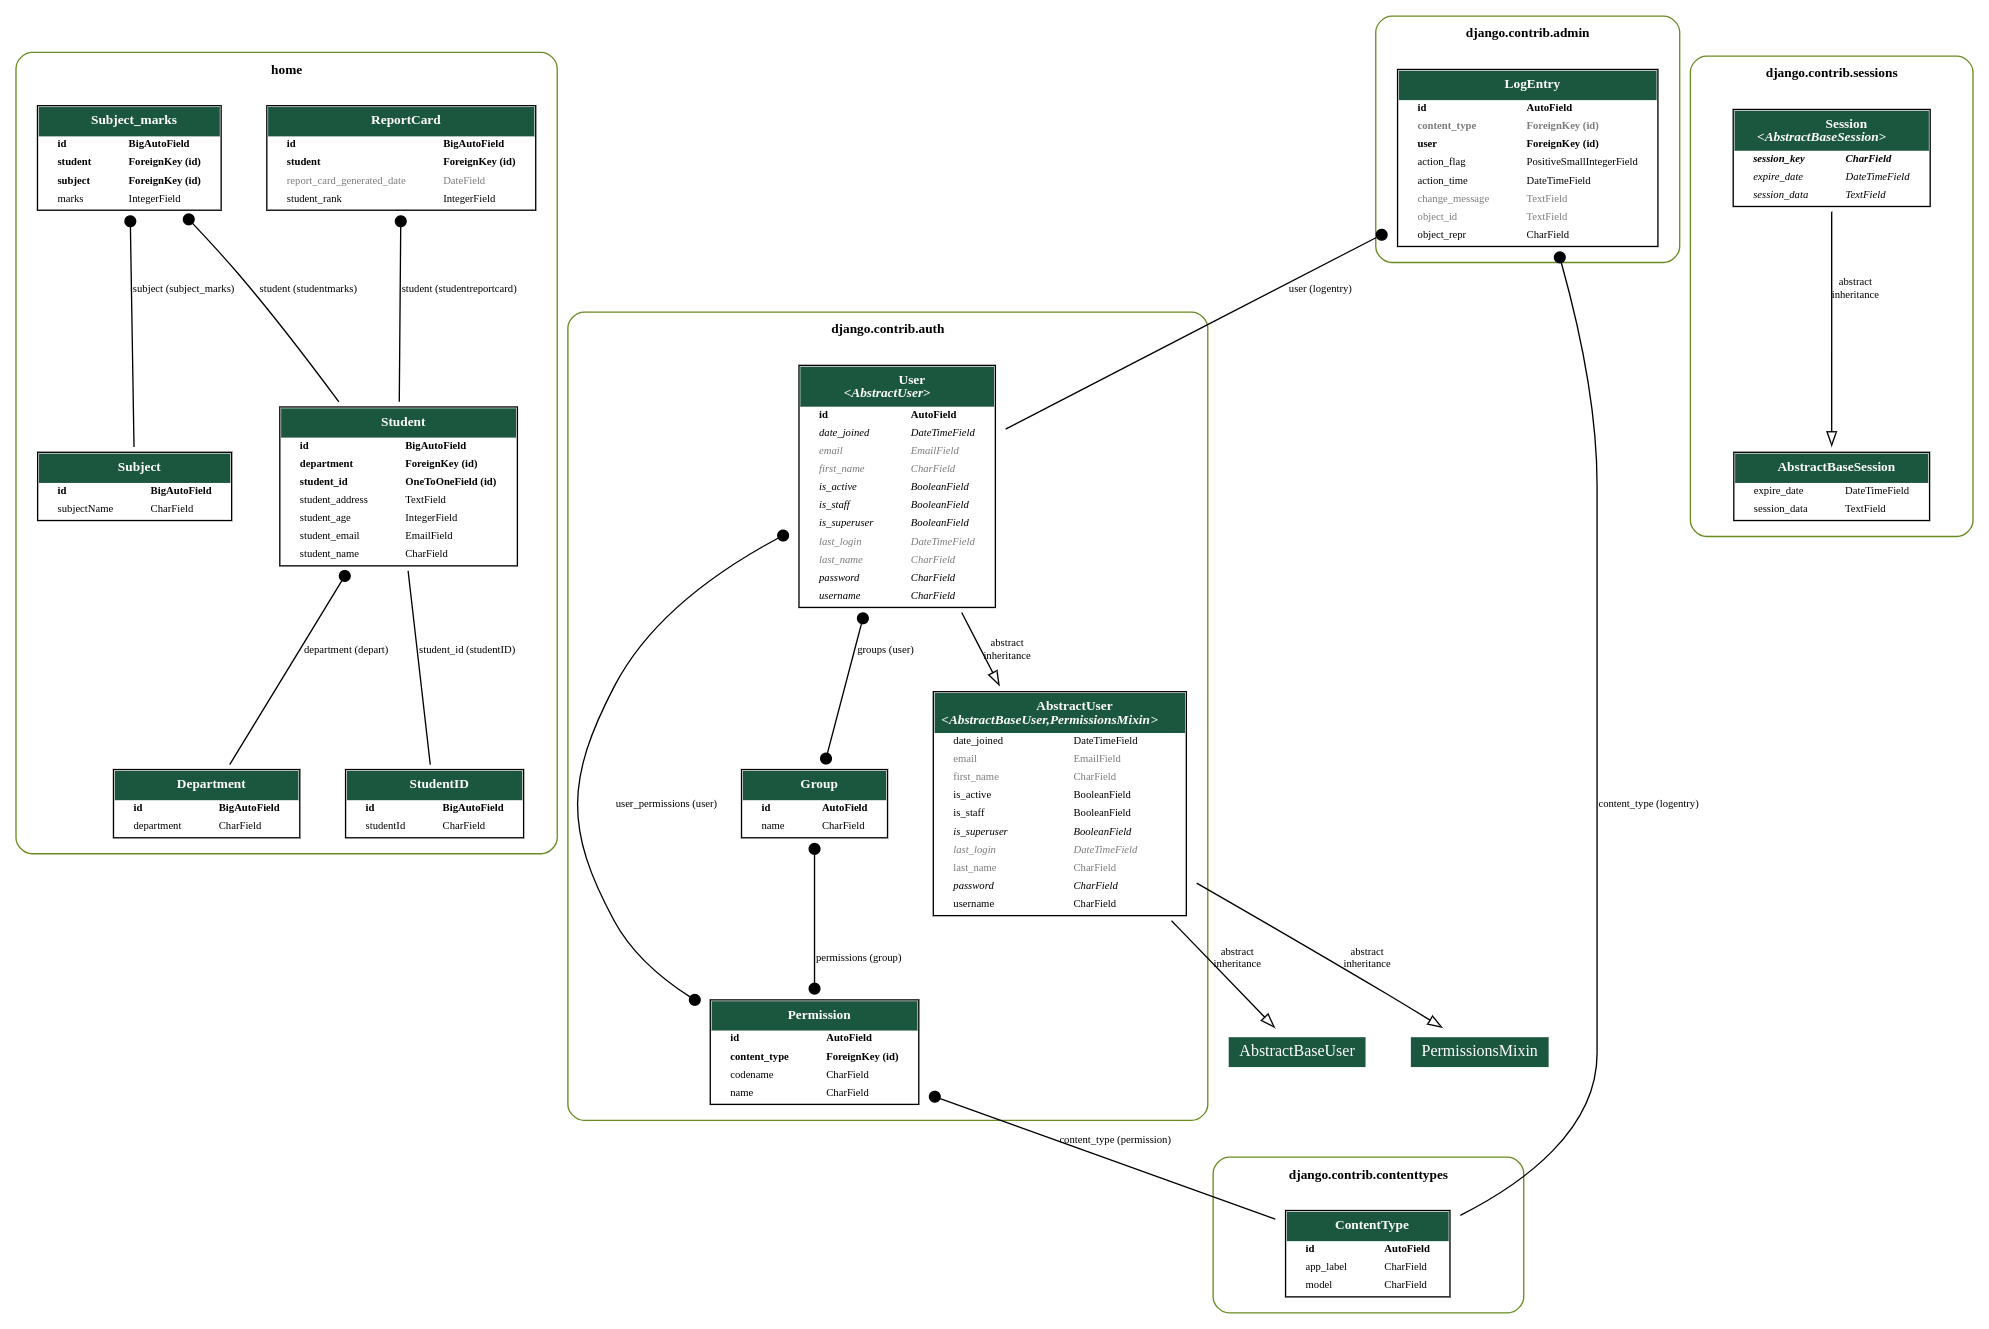 home
Subject_marks
id BigAutoField
student ForeignKey (id)
subject ForeignKey (id)
marks IntegerField
ReportCard
id BigAutoField
student ForeignKey (id)
report_card_generated_date DateField
student_rank IntegerField
subject (subject_marks)
student (studentmarks)
student (studentreportcard)
Subject
id BigAutoField
subjectName CharField
Student
id BigAutoField
department ForeignKey (id)
student_id OneToOneField (id)
student_address TextField
student_age IntegerField
student_email EmailField
student_name CharField
department (depart)
student_id (studentID)
Department
id BigAutoField
department CharField
StudentID
id BigAutoField
studentId CharField
django.contrib.admin
LogEntry
id AutoField
content_type ForeignKey (id)
user ForeignKey (id)
action_flag PositiveSmallIntegerField
action_time DateTimeField
change_message TextField
object_id TextField
object_repr CharField
user (logentry)
content_type (logentry)
django.contrib.sessions
Session
<AbstractBaseSession>
session_key CharField
expire_date DateTimeField
session_data TextField
abstract
inheritance
AbstractBaseSession
expire_date DateTimeField
session_data TextField
django.contrib.auth
User
<AbstractUser>
id AutoField
date_joined DateTimeField
email EmailField
first_name CharField
is_active BooleanField
is_staff BooleanField
is_superuser BooleanField
last_login DateTimeField
last_name CharField
password CharField
username CharField
groups (user)
abstract
inheritance
user_permissions (user)
AbstractUser
<AbstractBaseUser,PermissionsMixin>
date_joined DateTimeField
email EmailField
first_name CharField
is_active BooleanField
is_staff BooleanField
is_superuser BooleanField
last_login DateTimeField
last_name CharField
password CharField
username CharField
Group
id AutoField
name CharField
permissions (group)
abstract
inheritance
abstract
inheritance
Permission
id AutoField
content_type ForeignKey (id)
codename CharField
name CharField
AbstractBaseUser
PermissionsMixin
content_type (permission)
django.contrib.contenttypes
ContentType
id AutoField
app_label CharField
model CharField